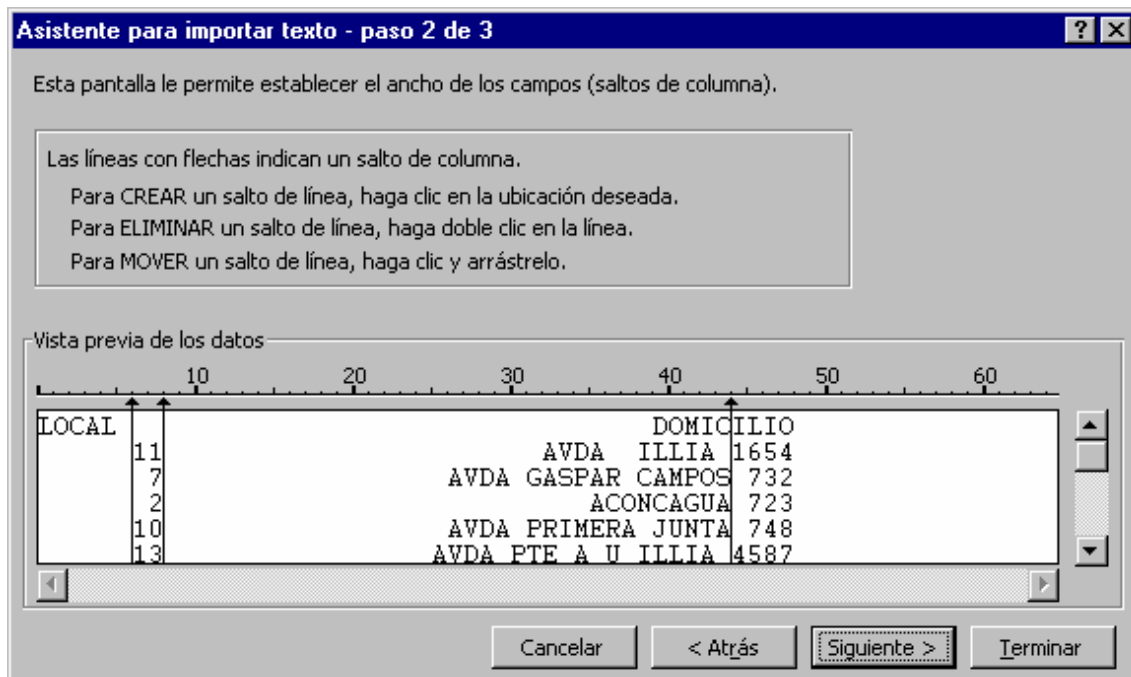 Asistente para importar texto - paso 2 de 3
Esta pantalla le permite establecer el ancho de los campos (saltos de columna).
Las líneas con flechas indican un salto de columna.
Para CREAR un salto de línea, haga clic en la ubicación deseada.
Para ELIMINAR un salto de línea, haga doble clic en la línea.
Para MOVER un salto de línea, haga clic y arrástrelo.
Vista previa de los datos
10 20 30 40 50 60
LOCAL DOMICILIO
11 AVDA ILLIA 1654
7 AVDA GASPAR CAMPOS 732
2 ACONCAGUA 723
10 AVDA PRIMERA JUNTA 748
13 AVDA PTE A U ILLIA 4587
Cancelar < Atrás Siguiente > Terminar